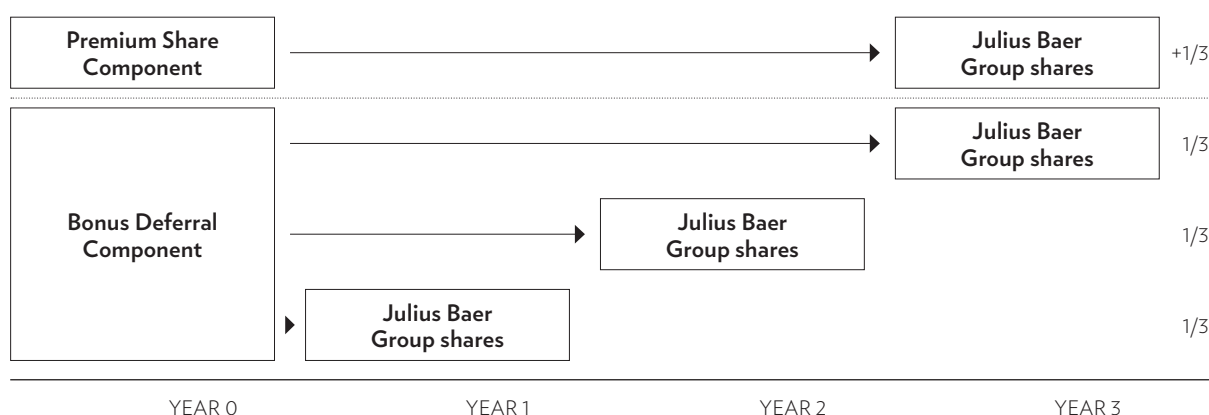 Premium Share
Component
Julius Baer
Group shares
+1/3
Julius Baer
Group shares
1/3
Bonus Deferral
Component
Julius Baer
Group shares
1/3
Julius Baer
Group shares
1/3
YEAR 0
YEAR 1
YEAR 2
YEAR 3